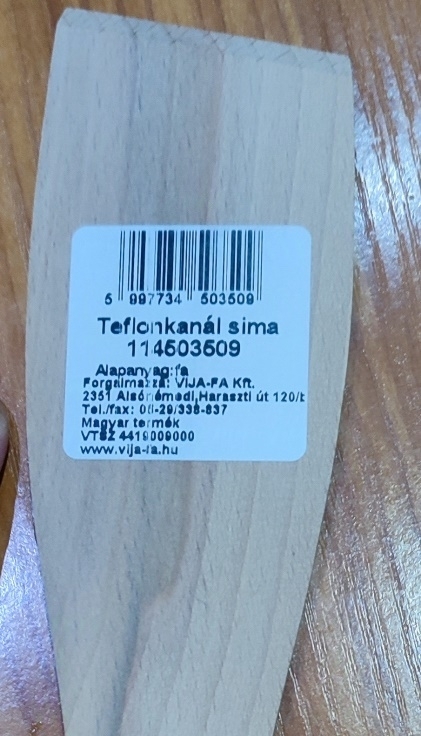 5 997734 503509
Teflonkanál sima
114503509
Alapanyag:fa
Forgalmazza: VIJA-FA Kft.
2351 Alsónémedi,Haraszti út 120/b
Tel./fax: 06-29/338-837
Magyar termék
VTSZ 4419009000
www.vija-fa.hu